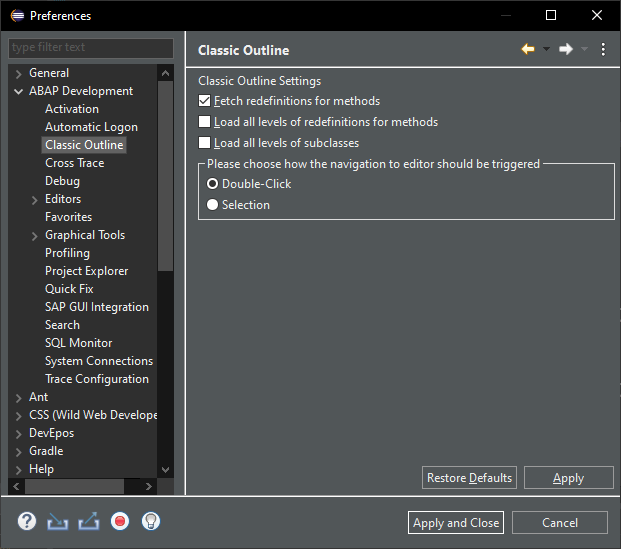 Preferences
type filter text
General
ABAP Development
Activation
Automatic Logon
Classic Outline
Cross Trace
Debug
Editors
Favorites
Graphical Tools
Profiling
Project Explorer
Quick Fix
SAP GUI Integration
Search
SQL Monitor
System Connections
Trace Configuration
Ant
CSS (Wild Web Develope
DevEpos
Gradle
Help
Classic Outline
Classic Outline Settings
Fetch redefinitions for methods
Load all levels of redefinitions for methods
Load all levels of subclasses
Please choose how the navigation to editor should be triggered
Double-Click
Selection
Restore Defaults
Apply
Apply and Close
Cancel